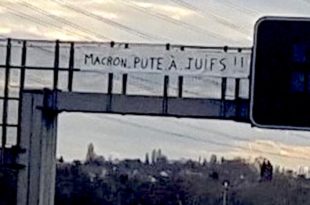 MACRON, PUTE À JUIFS !!